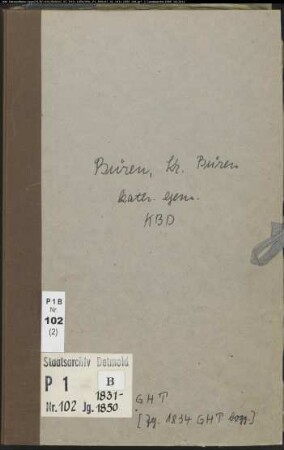 Büren, Kr. Büren
kath. Gem.
KBD
P1B
Nr
102
(2)
Staatsarchiv Detmold
P 1 B 1831-
Nr. 102 Jg. 1850
GHT
[Jg. 1834 GHT dopp.]